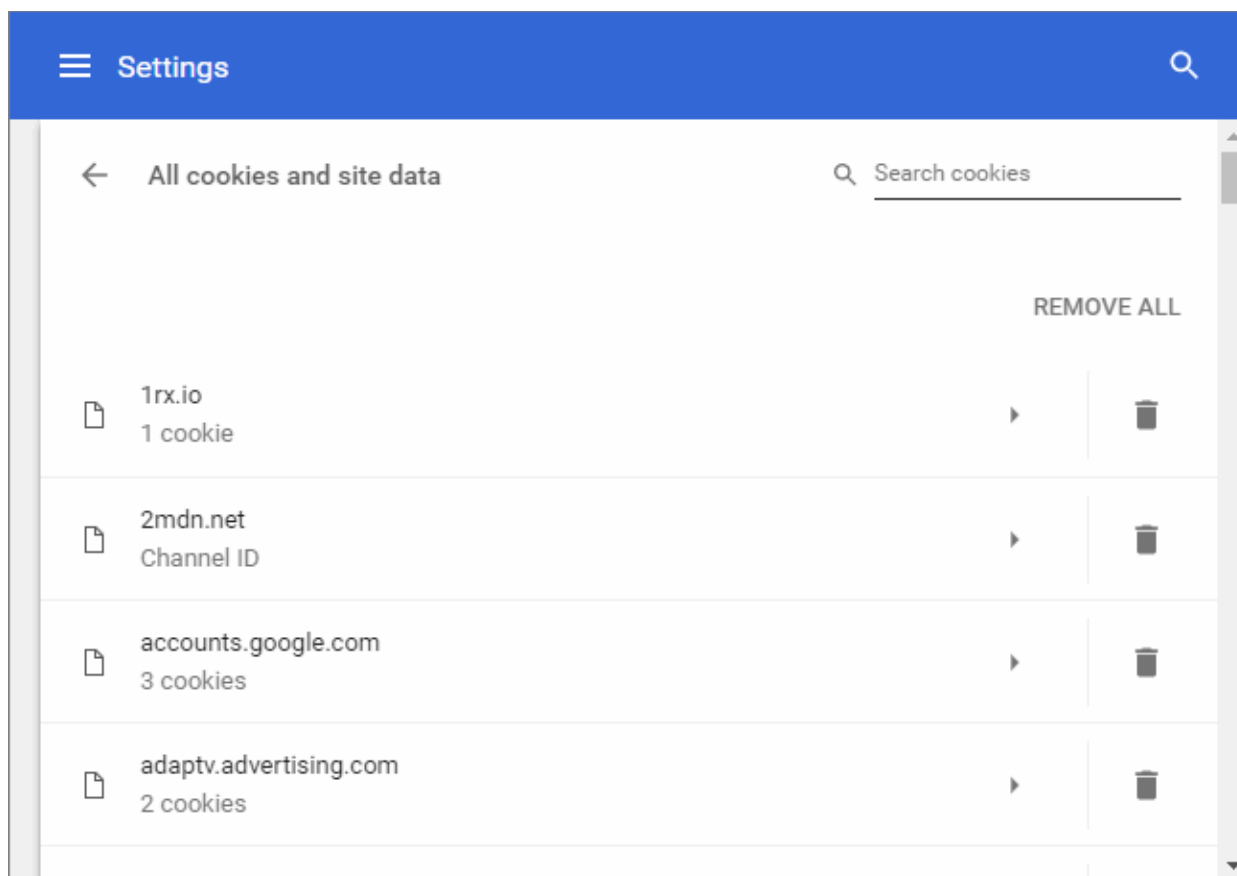 Settings
All cookies and site data
Search cookies
REMOVE ALL
1rx.io
1 cookie
2mdn.net
Channel ID
accounts.google.com
3 cookies
adaptv.advertising.com
2 cookies